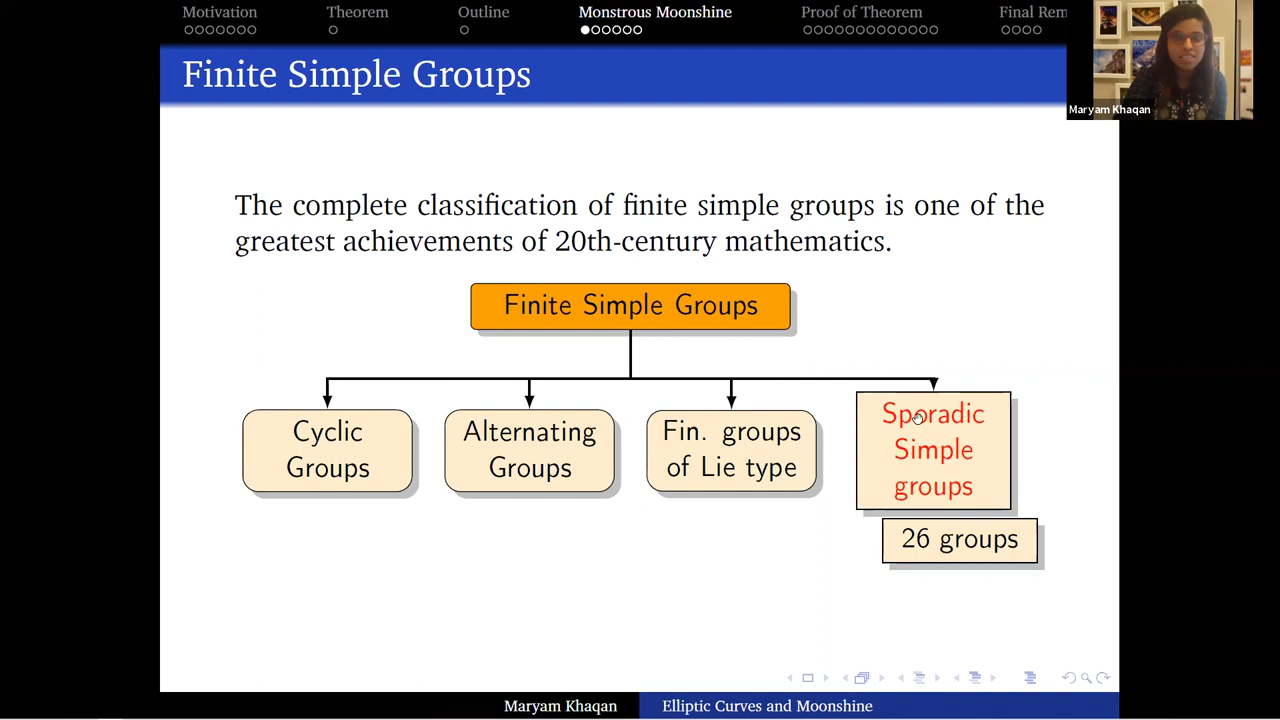 Motivation Theorem Outline Monstrous Moonshine Proof of Theorem Final Rem
Finite Simple Groups
Maryam Khaqan
The complete classification of finite simple groups is one of the
greatest achievements of 20th-century mathematics.
Finite Simple Groups
Cyclic
Groups
Alternating
Groups
Fin. groups
of Lie type
Sporadic
Simple
groups
26 groups
Maryam Khaqan Elliptic Curves and Moonshine